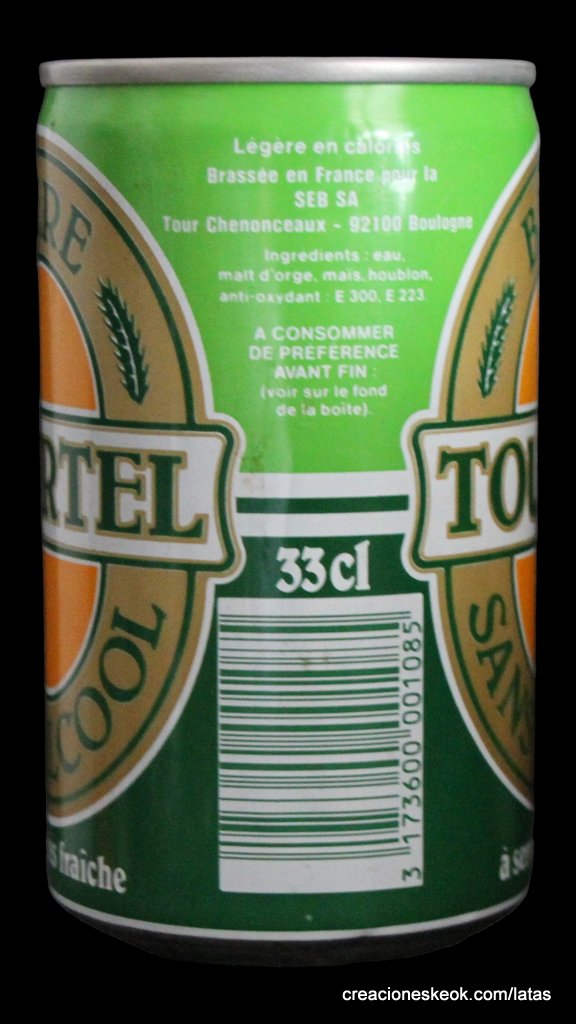 Légère en calories
Brassée en France pour la
SEB SA
Tour Chenonceaux - 92100 Boulogne
Ingredients : eau,
malt d'orge, mais, houblon,
anti-oxydant : E 300, E 223
A CONSOMMER
DE PREFERENCE
AVANT FIN :
(voir sur le fond
de la boite).
RE
RTEL
COOL
fraîche
TOU
SANS
à se
33cl
3 173600 001085
creacioneskeok.com/latas